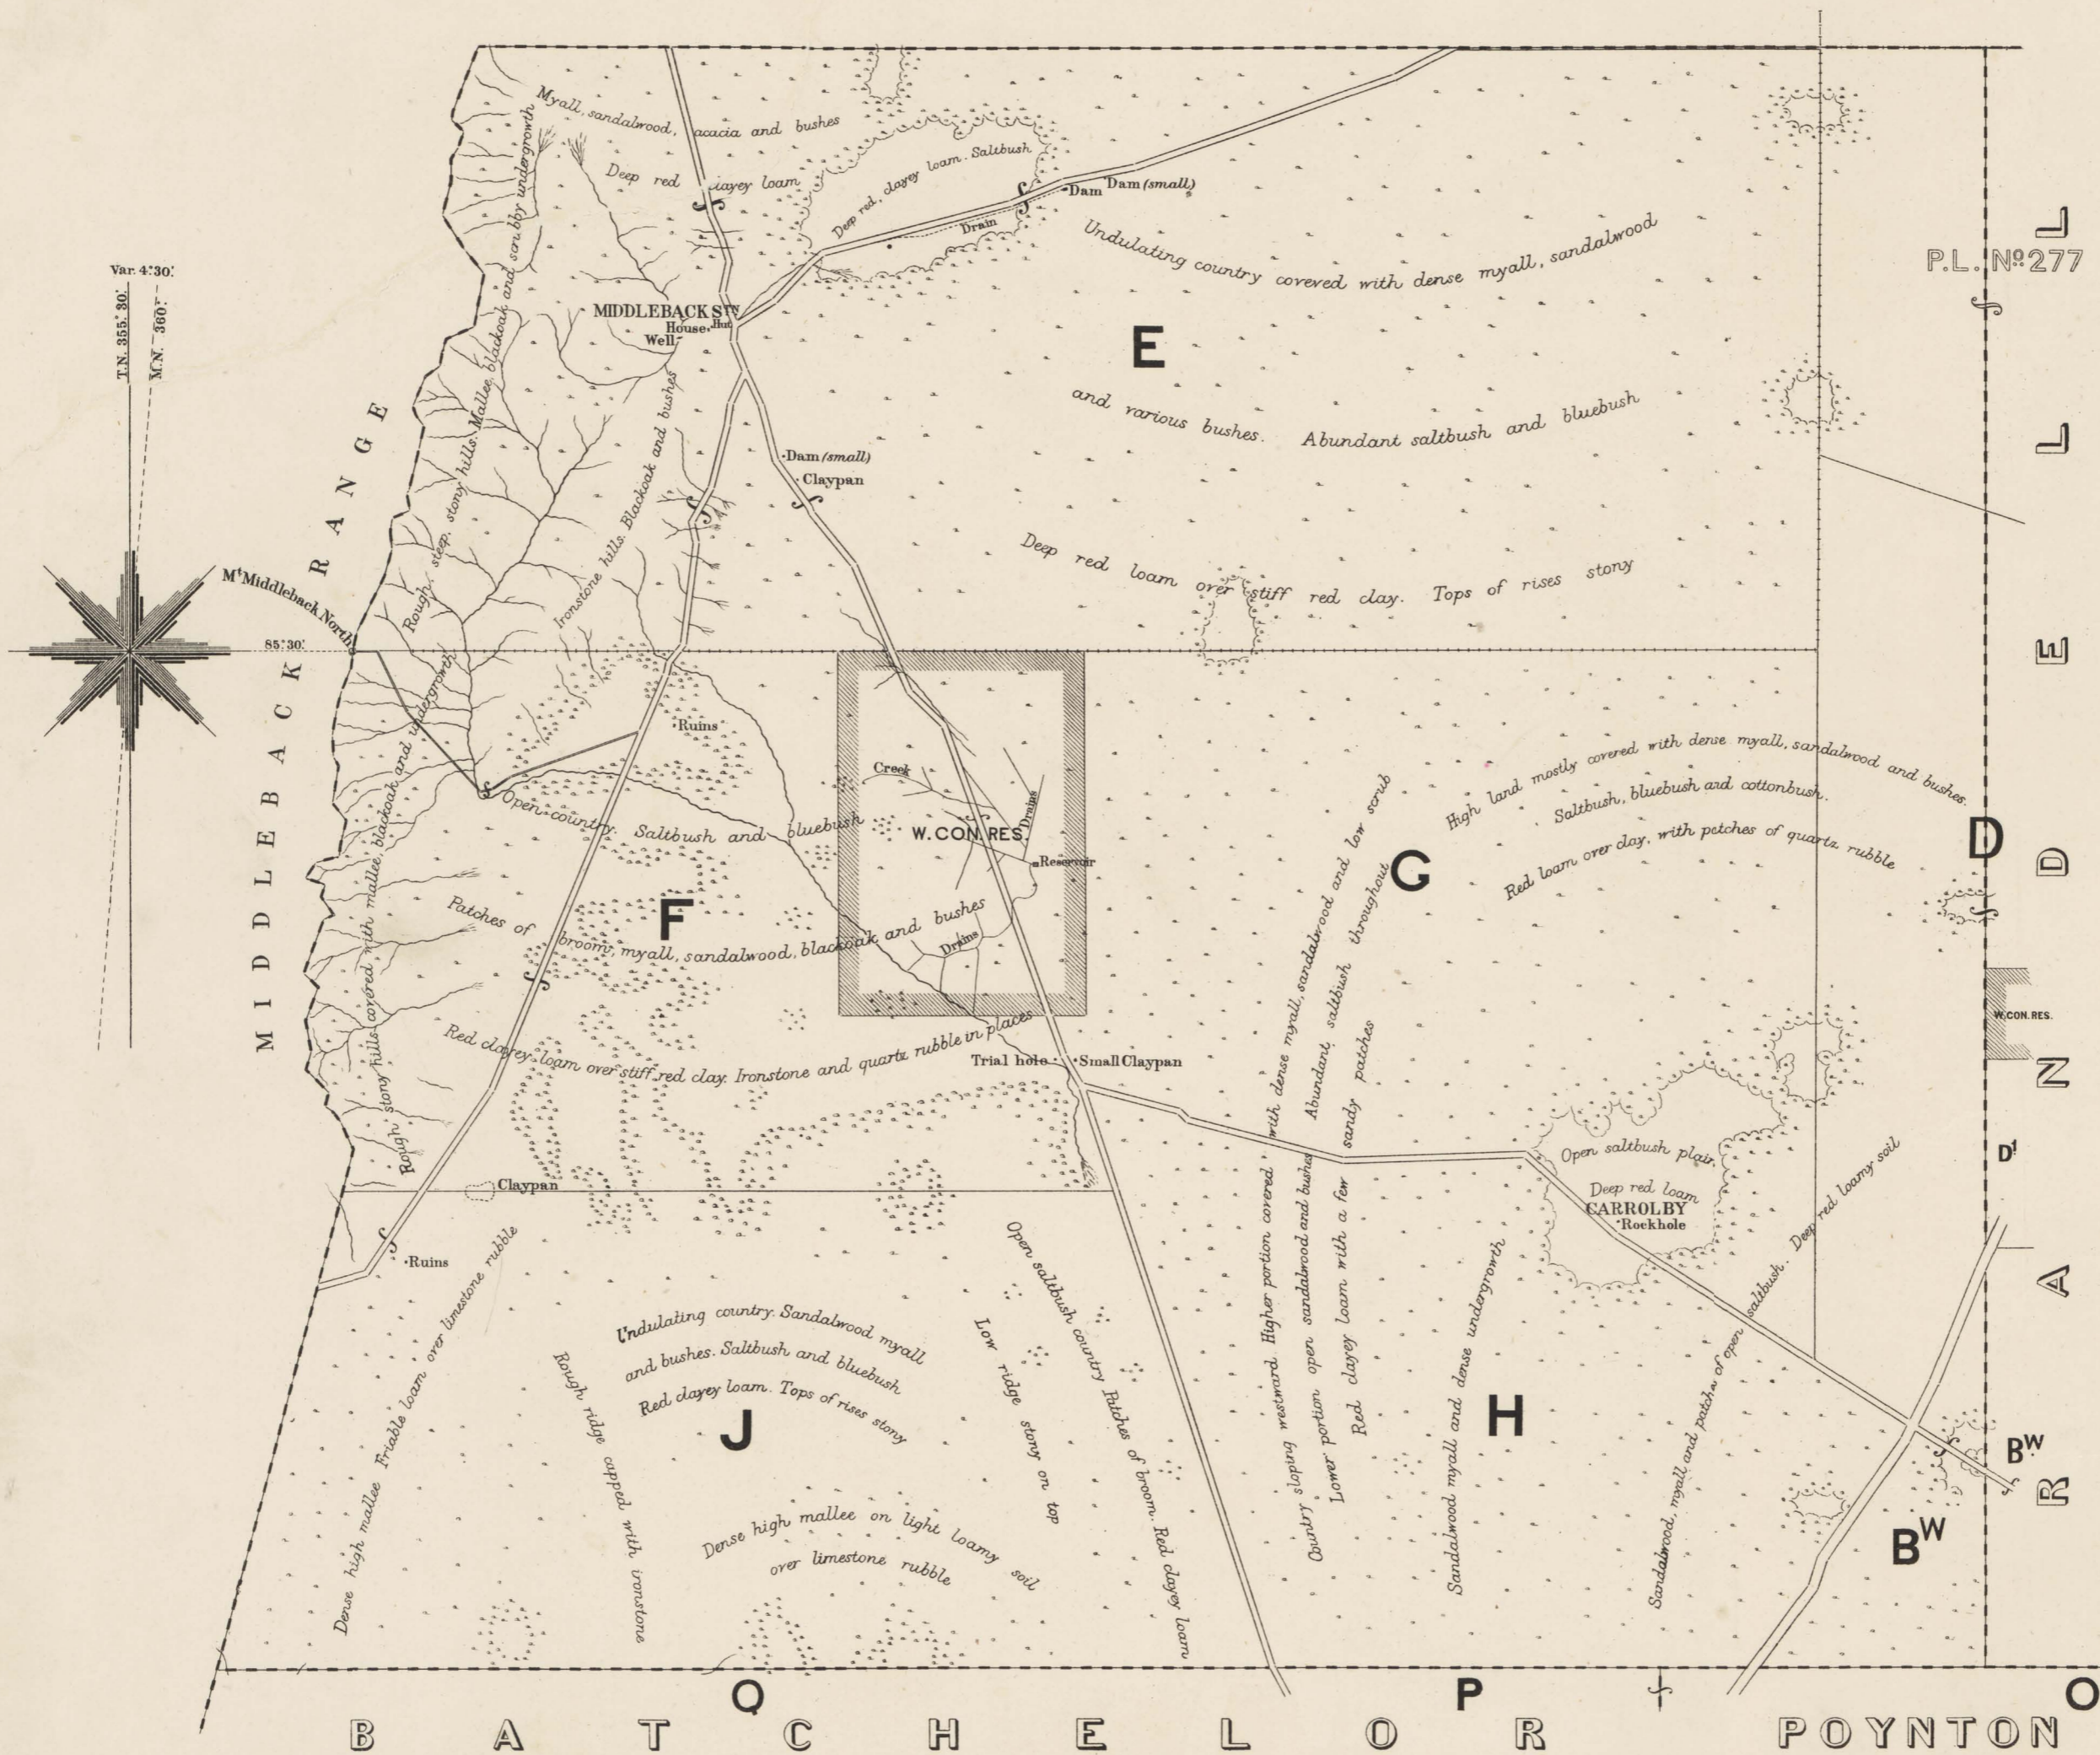 Myall, sandalwood, acacia and bushes
Deep red clayey loam
Deep red, clayey loam. Saltbush
Drain
Dam
Dam (small)
Undulating country covered with dense myall, sandalwood
P.L. Nº 277
Var. 4°30'.
T.N. 355° 30'.
M.N. 360°.
MIDDLEBACK STN
House
Hut
Well
E
and various bushes. Abundant saltbush and bluebush
Dam (small)
Claypan
Deep red loam over stiff red clay. Tops of rises stony
Rough, steep, stony hills. Mallee, blackoak and scrubby undergrowth
Ironstone hills. Blackoak and bushes
Mt Middleback North
85°30'.
MIDDLEBACK RANGE
Rough stony hills covered with mallee, blackoak and undergrowth
Ruins
Open country. Saltbush and bluebush
Creek
Drains
W. CON. RES.
Reservoir
F
Patches of broom, myall, sandalwood, blackoak and bushes
Drains
Red clayey loam over stiff red clay. Ironstone and quartz rubble in places
Trial hole
Small Claypan
G
High land mostly covered with dense myall, sandalwood and bushes.
Saltbush, bluebush and cottonbush.
Red loam over clay, with patches of quartz rubble
D
W. CON. RES.
D1
Country sloping westward. Higher portion covered with dense myall, sandalwood and low scrub
Lower portion open sandalwood and bushes. Abundant saltbush throughout
Red clayey loam with a few sandy patches
Open saltbush plain.
Deep red loam
CARROLBY
Rockhole
Claypan
Ruins
Dense high mallee Friable loam over limestone rubble
Rough ridge capped with ironstone
Undulating country. Sandalwood myall
and bushes. Saltbush and bluebush
Red clayey loam. Tops of rises stony
J
Low ridge stony on top
Open saltbush country Patches of broom. Red clayey loam
Dense high mallee on light loamy soil
over limestone rubble
H
Sandalwood myall and dense undergrowth
Sandalwood, myall and patches of open saltbush. Deep red loamy soil
BW
BW
RANDELL
Q
P
O
BATCHELOR
POYNTON